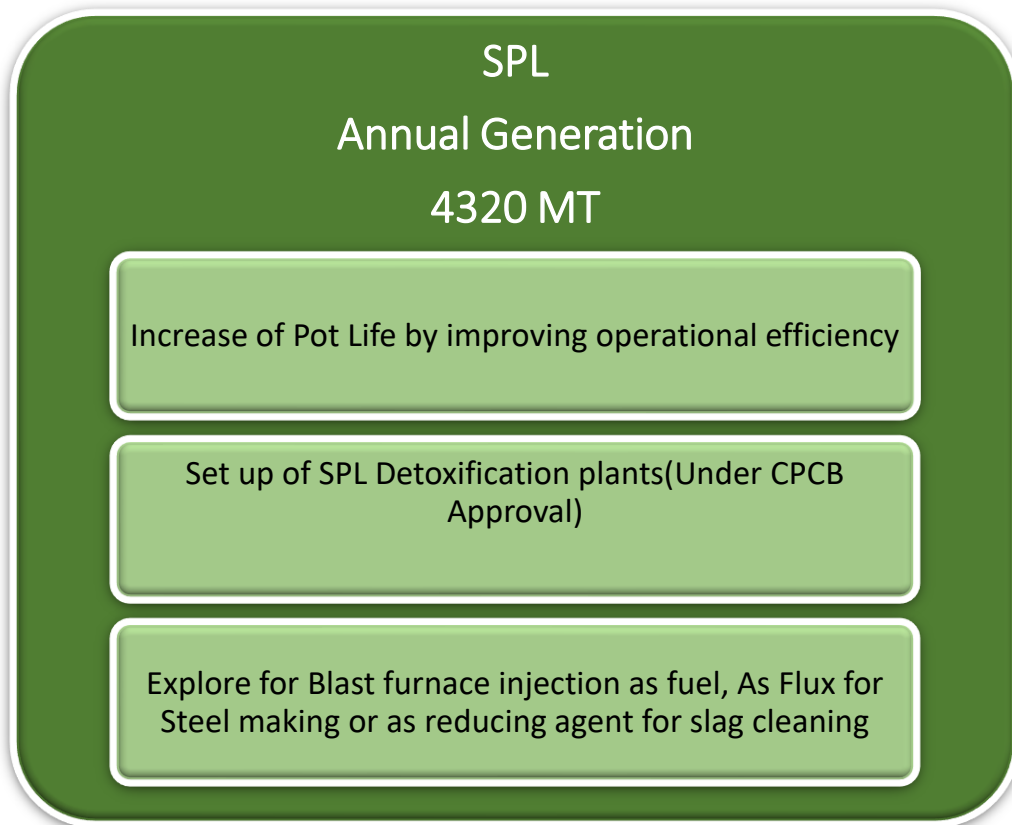 SPL
Annual Generation
4320 MT
Increase of Pot Life by improving operational efficiency
Set up of SPL Detoxification plants(Under CPCB
Approval)
Explore for Blast furnace injection as fuel, As Flux for
Steel making or as reducing agent for slag cleaning